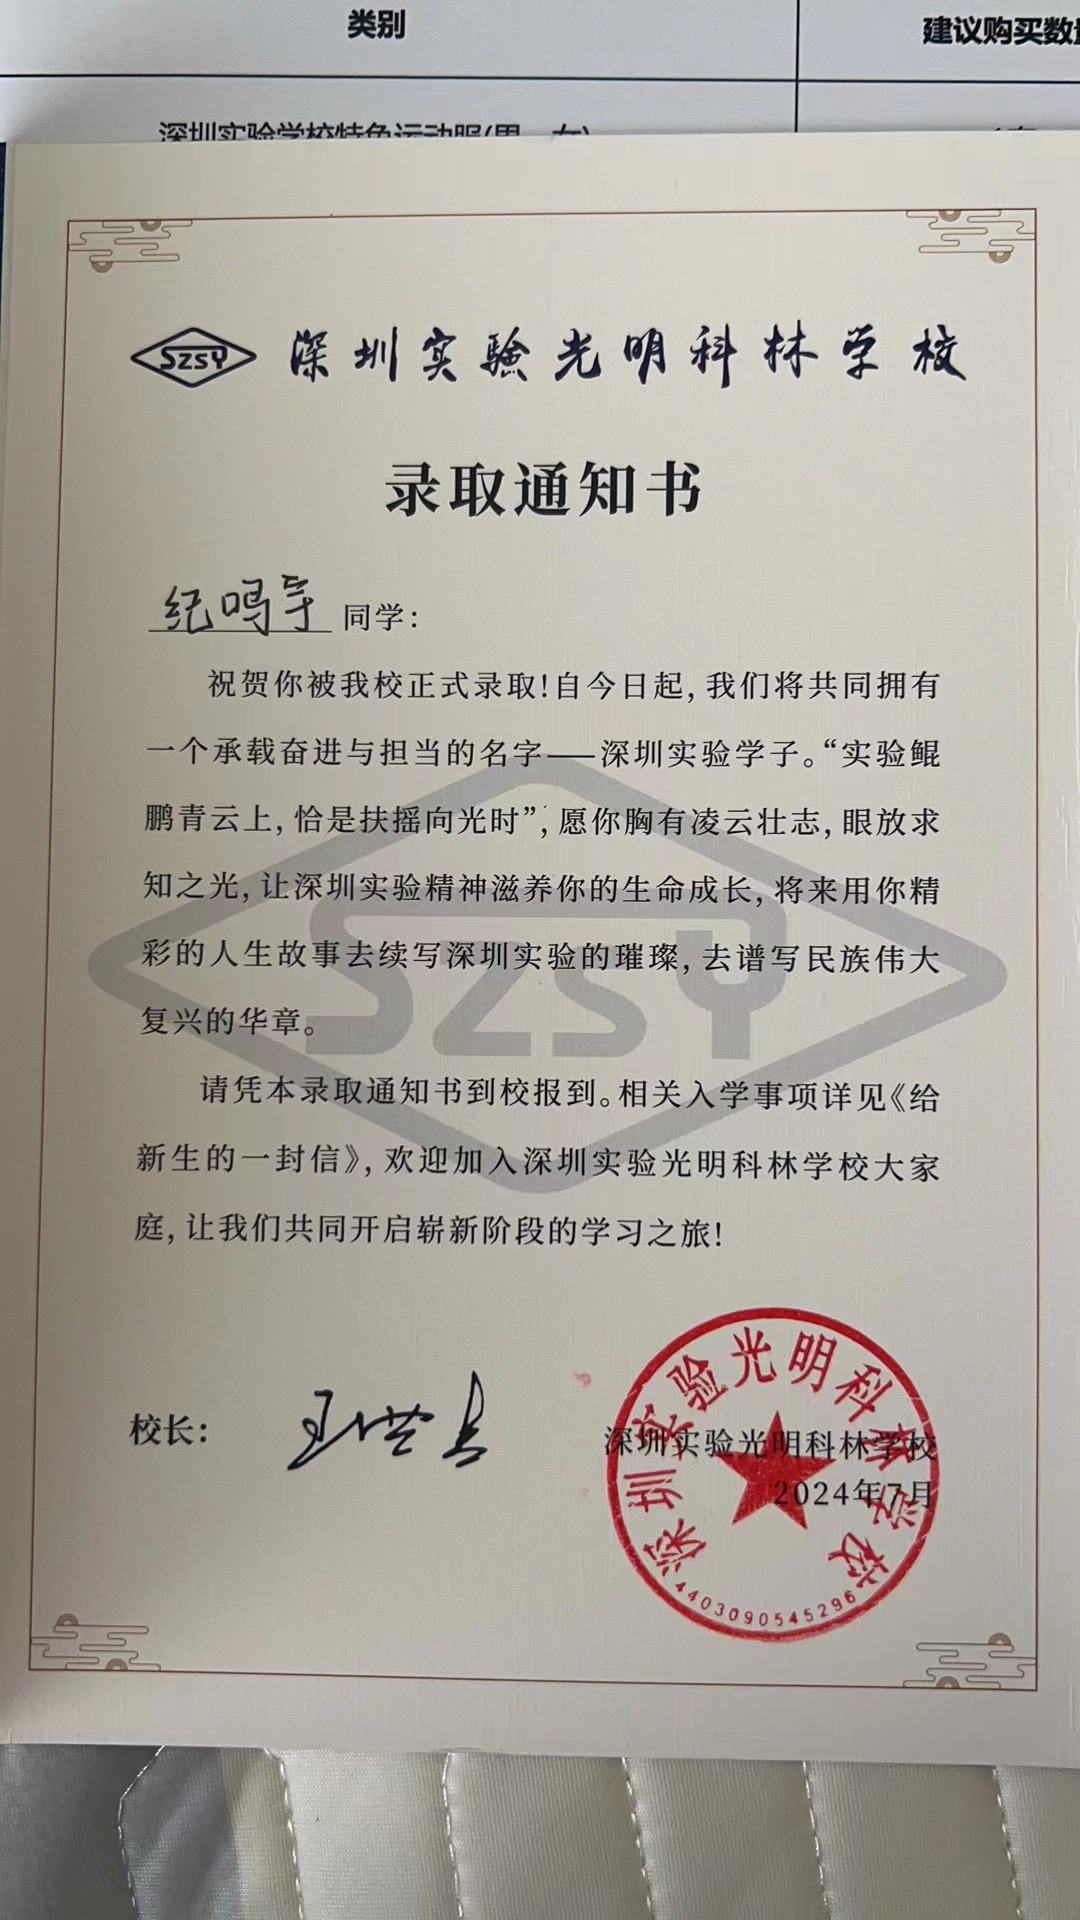 类别
建议购买数量
深圳实验学校特色运动服(男、女)
SZSY 深圳实验光明科林学校
录取通知书
纪鸣宇 同学：
祝贺你被我校正式录取！自今日起，我们将共同拥有
一个承载奋进与担当的名字——深圳实验学子。“实验鲲
鹏青云上，恰是扶摇向光时”，愿你胸有凌云壮志，眼放求
知之光，让深圳实验精神滋养你的生命成长，将来用你精
彩的人生故事去续写深圳实验的璀璨，去谱写民族伟大
复兴的华章。
请凭本录取通知书到校报到。相关入学事项详见《给
新生的一封信》，欢迎加入深圳实验光明科林学校大家
庭，让我们共同开启崭新阶段的学习之旅！
SZSY
校长：
深圳实验光明科林学校
2024年7月
深圳实验光明科林学校
4403090545296